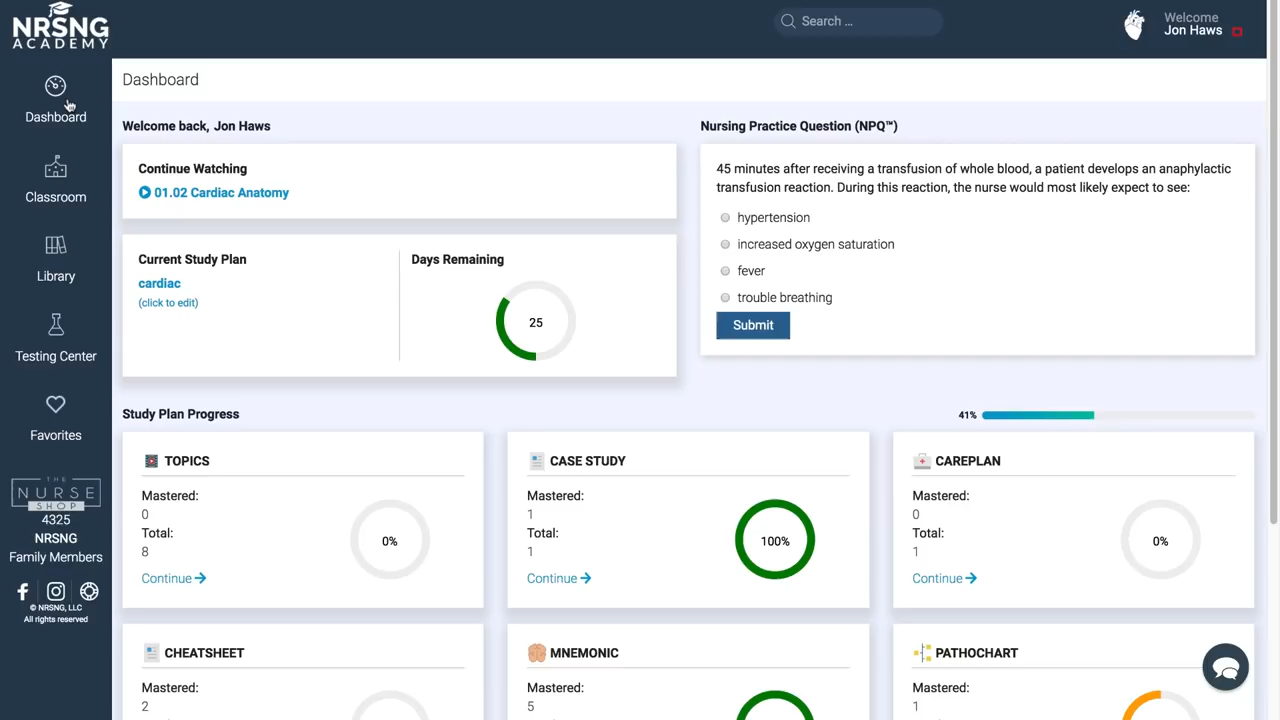 NRSNG
ACADEMY
Search ...
Welcome
Jon Haws
Dashboard
Classroom
Library
Testing Center
Favorites
THE
NURSE
SHOP
4325
NRSNG
Family Members
© NRSNG, LLC
All rights reserved
Dashboard
Welcome back, Jon Haws
Continue Watching
01.02 Cardiac Anatomy
Current Study Plan
cardiac
(click to edit)
Days Remaining
25
Nursing Practice Question (NPQ™)
45 minutes after receiving a transfusion of whole blood, a patient develops an anaphylactic
transfusion reaction. During this reaction, the nurse would most likely expect to see:
hypertension
increased oxygen saturation
fever
trouble breathing
Submit
Study Plan Progress
41%
TOPICS
Mastered:
0
Total:
8
0%
Continue
CASE STUDY
Mastered:
1
Total:
1
100%
Continue
CAREPLAN
Mastered:
0
Total:
1
0%
Continue
CHEATSHEET
Mastered:
2
MNEMONIC
Mastered:
5
PATHOCHART
Mastered:
1